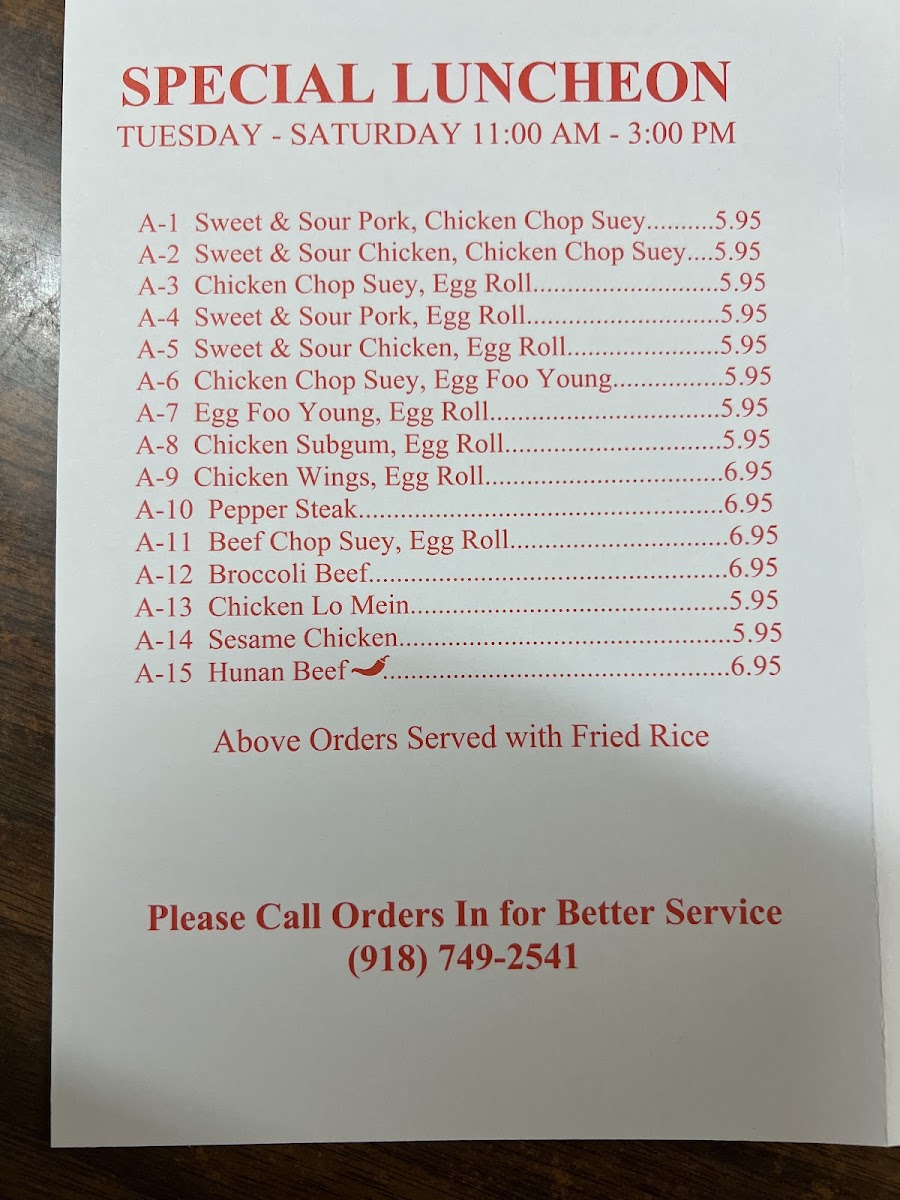 SPECIAL LUNCHEON
TUESDAY - SATURDAY 11:00 AM - 3:00 PM
A-1 Sweet & Sour Pork, Chicken Chop Suey..........5.95
A-2 Sweet & Sour Chicken, Chicken Chop Suey....5.95
A-3 Chicken Chop Suey, Egg Roll...........................5.95
A-4 Sweet & Sour Pork, Egg Roll............................5.95
A-5 Sweet & Sour Chicken, Egg Roll......................5.95
A-6 Chicken Chop Suey, Egg Foo Young................5.95
A-7 Egg Foo Young, Egg Roll.................................5.95
A-8 Chicken Subgum, Egg Roll...............................5.95
A-9 Chicken Wings, Egg Roll..................................6.95
A-10 Pepper Steak....................................................6.95
A-11 Beef Chop Suey, Egg Roll...............................6.95
A-12 Broccoli Beef...................................................6.95
A-13 Chicken Lo Mein.............................................5.95
A-14 Sesame Chicken...............................................5.95
A-15 Hunan Beef.................................................6.95
Above Orders Served with Fried Rice
Please Call Orders In for Better Service
(918) 749-2541